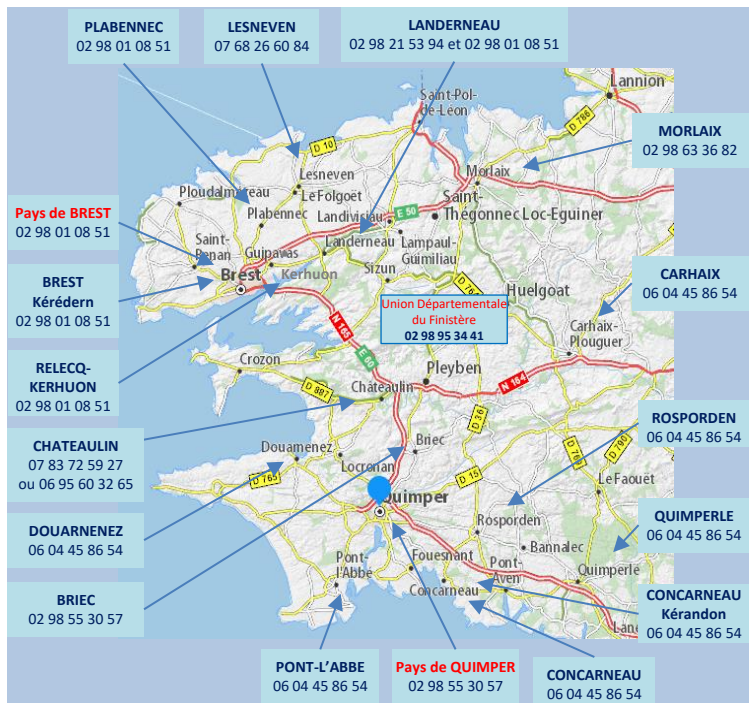 PLABENNEC
02 98 01 08 51
LESNEVEN
07 68 26 60 84
LANDERNEAU
02 98 21 53 94 et 02 98 01 08 51
MORLAIX
02 98 63 36 82
Pays de BREST
02 98 01 08 51
BREST
Kérédern
02 98 01 08 51
CARHAIX
06 04 45 86 54
RELECQ-
KERHUON
02 98 01 08 51
CHATEAULIN
07 83 72 59 27
ou 06 95 60 32 65
ROSPORDEN
06 04 45 86 54
DOUARNENEZ
06 04 45 86 54
QUIMPERLE
06 04 45 86 54
BRIEC
02 98 55 30 57
CONCARNEAU
Kérandon
06 04 45 86 54
PONT-L’ABBE
06 04 45 86 54
Pays de QUIMPER
02 98 55 30 57
CONCARNEAU
06 04 45 86 54
Union Départementale
du Finistère
02 98 95 34 41
Lannion
Saint-Pol-
de-Léon
D 786
D 10
Lesneven
Le Folgoët
Morlaix
Ploudalmézeau
Saint-
Thégonnec Loc-Eguiner
Plabennec
Landivisiau
E 50
Landerneau
Lampaul-
Guimiliau
Saint-
Renan
Guipavas
Brest
Kerhuon
Sizun
Huelgoat
N 165
E 60
Carhaix-
Plouguer
Crozon
Pleyben
N 164
D 887
Châteaulin
D 36
Briec
D 790
Douarnenez
Locronan
D 765
D 15
Le Faouët
Quimper
Rosporden
Bannalec
Fouesnant
Pont-
l'Abbé
Pont-
Aven
Quimperlé
Concarneau